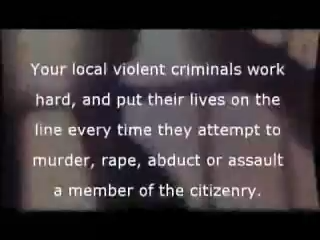 Your local violent criminals work
hard, and put their lives on the
line every time they attempt to
murder, rape, abduct or assault
a member of the citizenry.